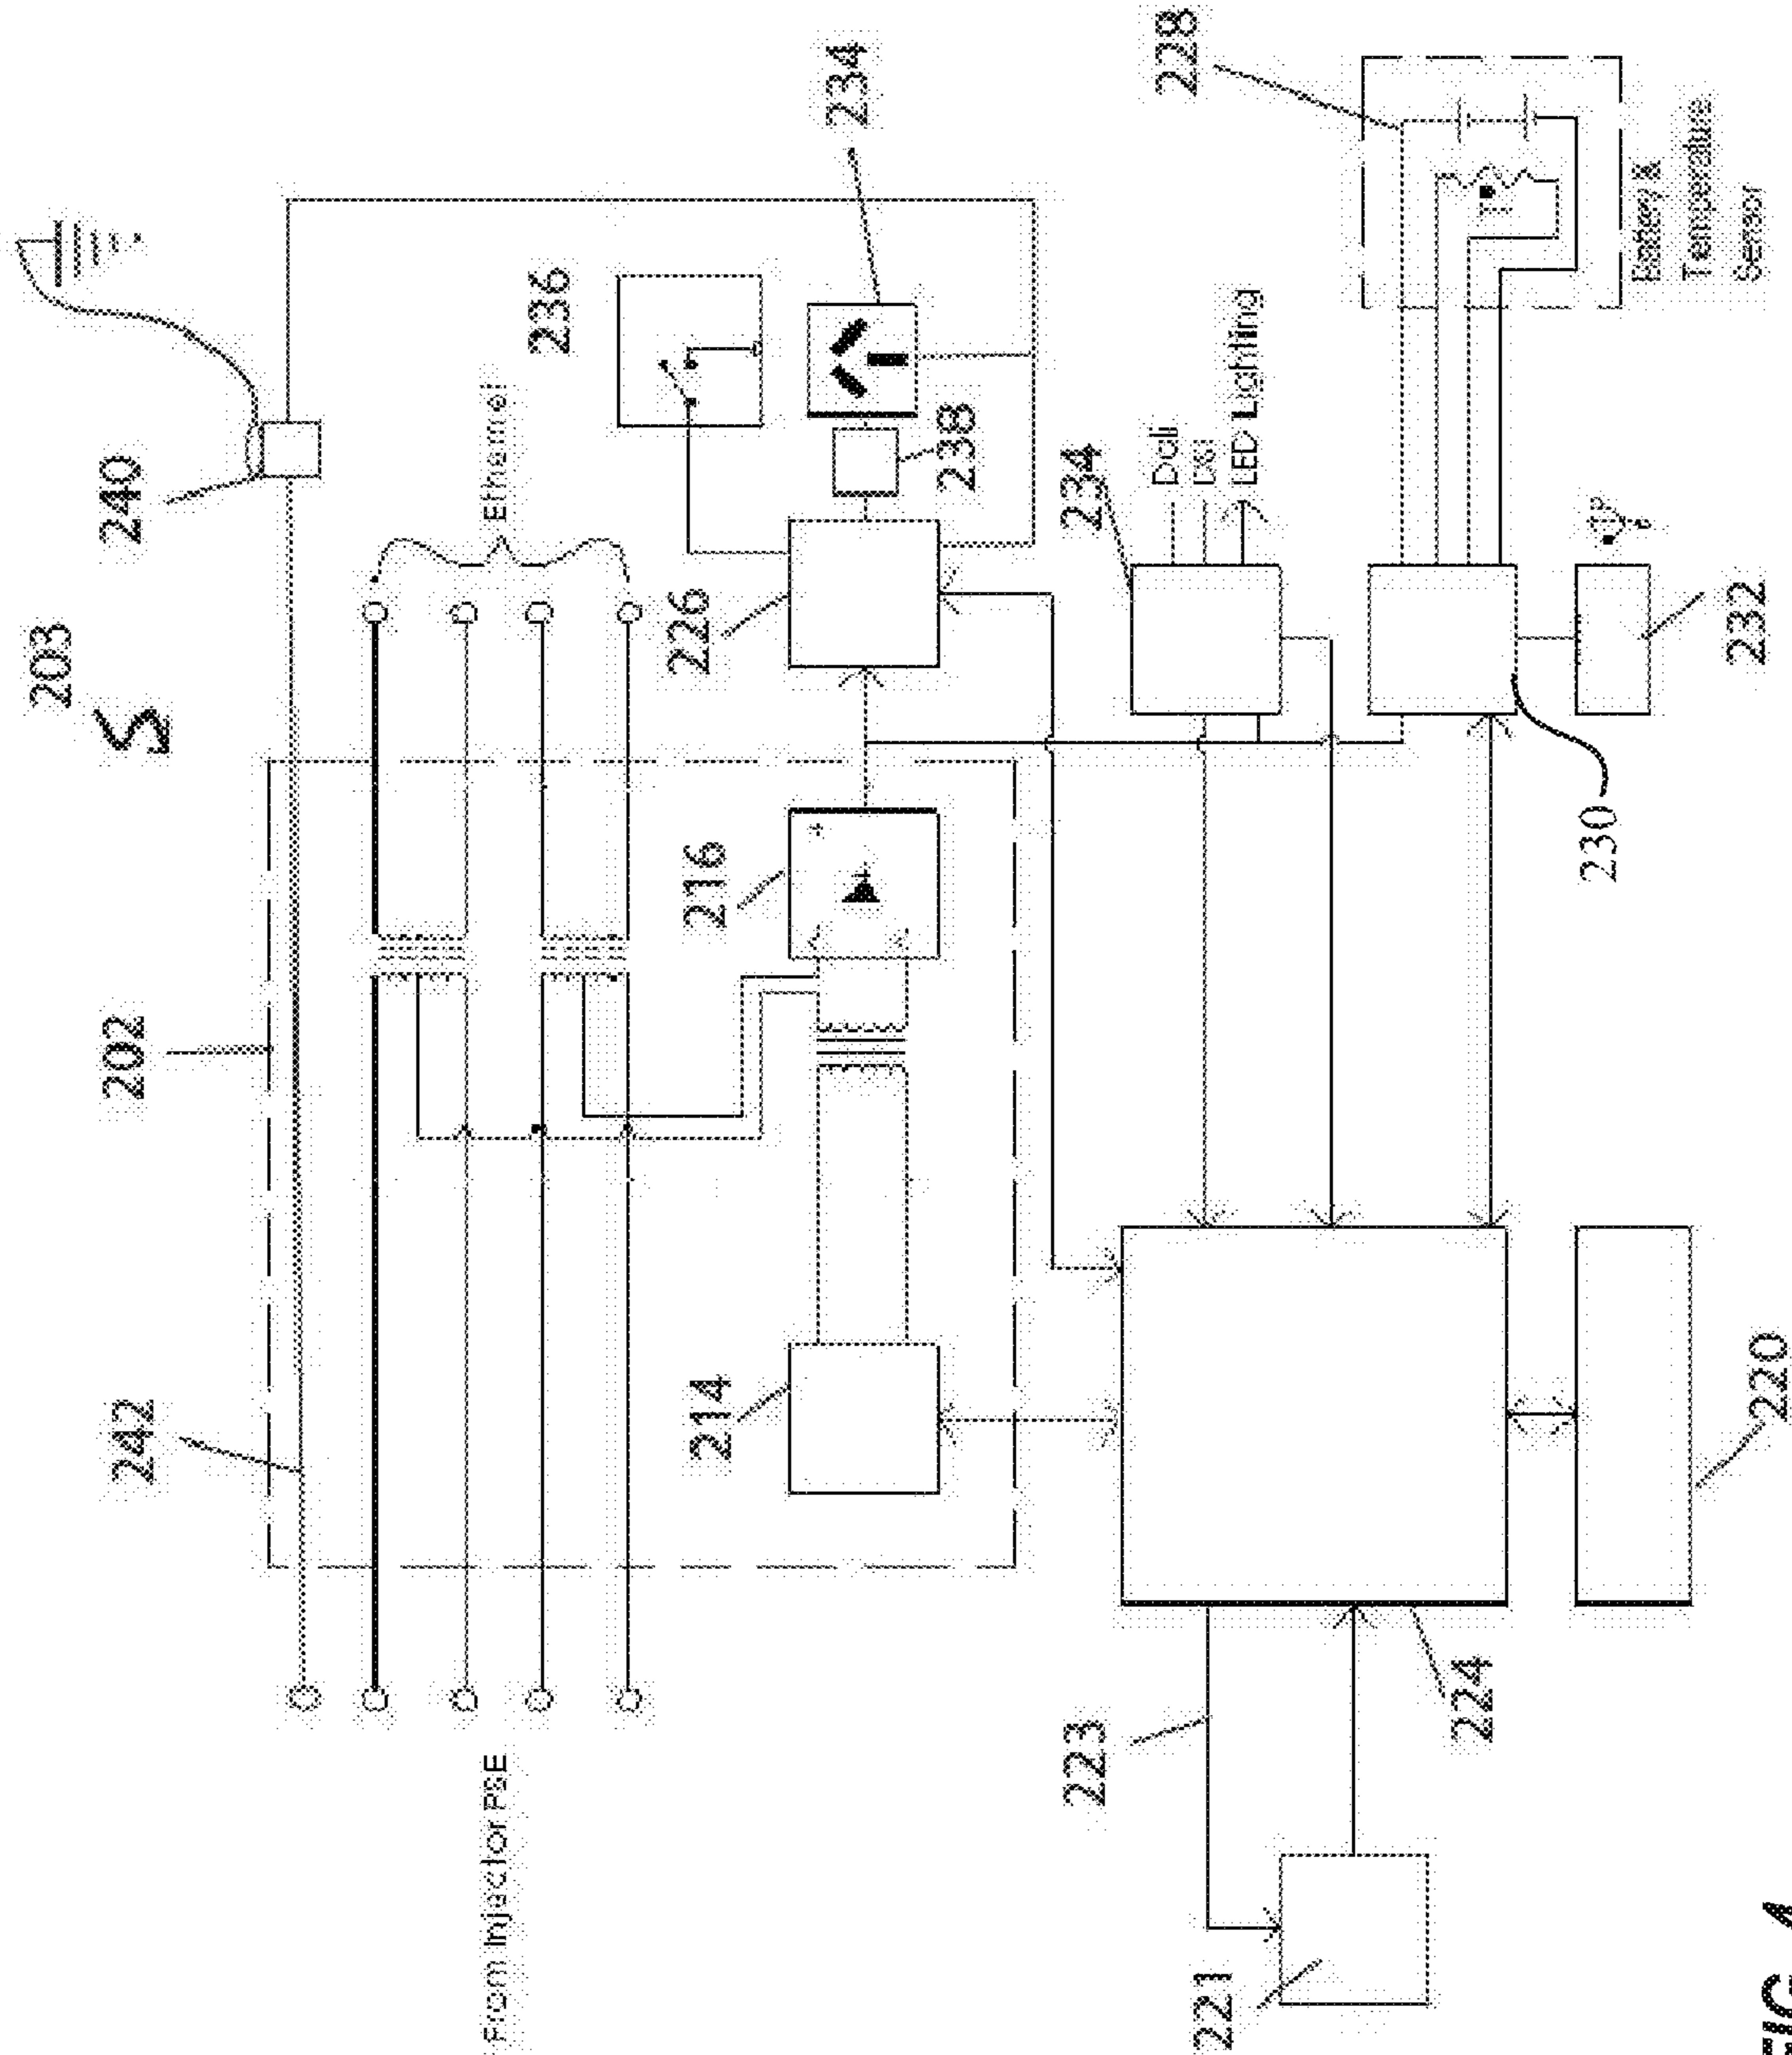 203
240
242
202
Ethernet
From Injector PSE
236
234
238
226
216
214
234
Dali
DSI
LED Lighting
228
Battery &
Temperature
Sensor
230
232
223
224
221
220
FIG. 4